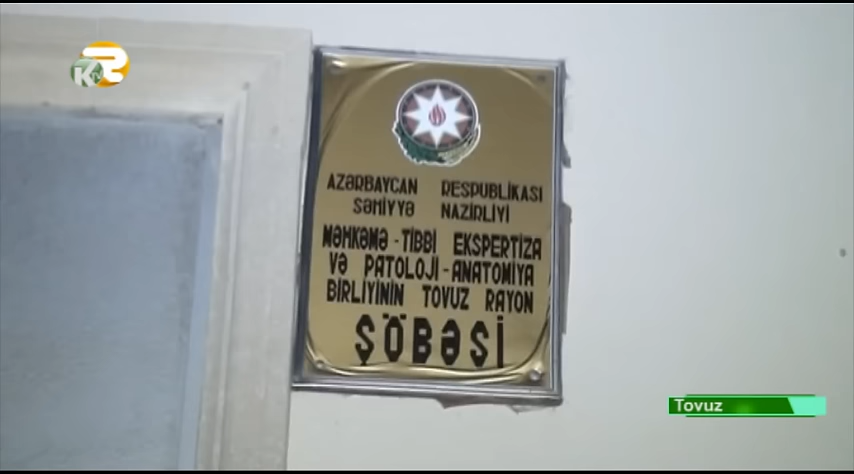 KTV R
AZƏRBAYCAN RESPUBLİKASI
SƏHİYYƏ NAZİRLİYİ
MƏHKƏMƏ-TİBBİ EKSPERTİZA
VƏ PATOLOJİ-ANATOMİYA
BİRLİYİNİN TOVUZ RAYON
ŞÖBƏSİ
Tovuz